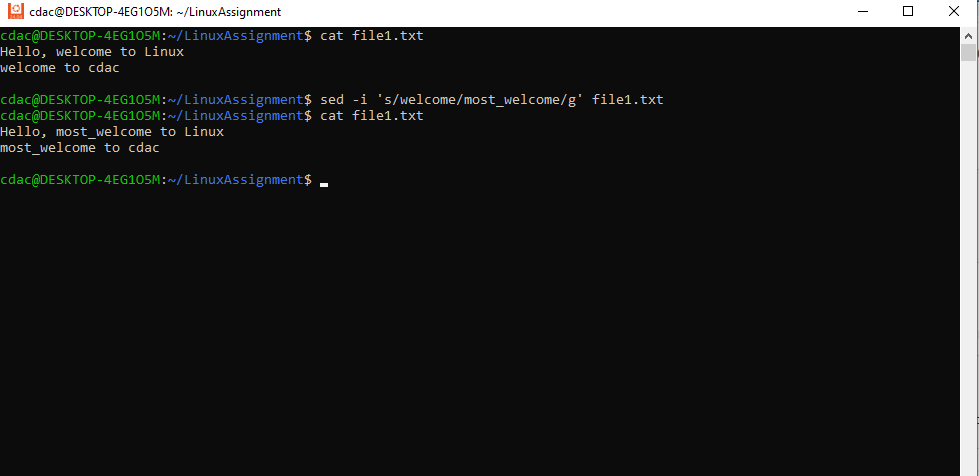 cdac@DESKTOP-4EG1O5M: ~/LinuxAssignment
cdac@DESKTOP-4EG1O5M:~/LinuxAssignment$ cat file1.txt
Hello, welcome to Linux
welcome to cdac
cdac@DESKTOP-4EG1O5M:~/LinuxAssignment$ sed -i 's/welcome/most_welcome/g' file1.txt
cdac@DESKTOP-4EG1O5M:~/LinuxAssignment$ cat file1.txt
Hello, most_welcome to Linux
most_welcome to cdac
cdac@DESKTOP-4EG1O5M:~/LinuxAssignment$